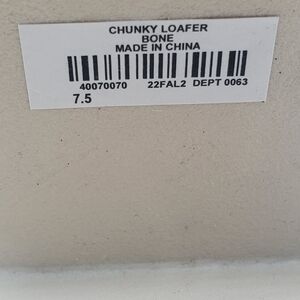 CHUNKY LOAFER
BONE
MADE IN CHINA
40070070 22FAL2 DEPT 0063
7.5